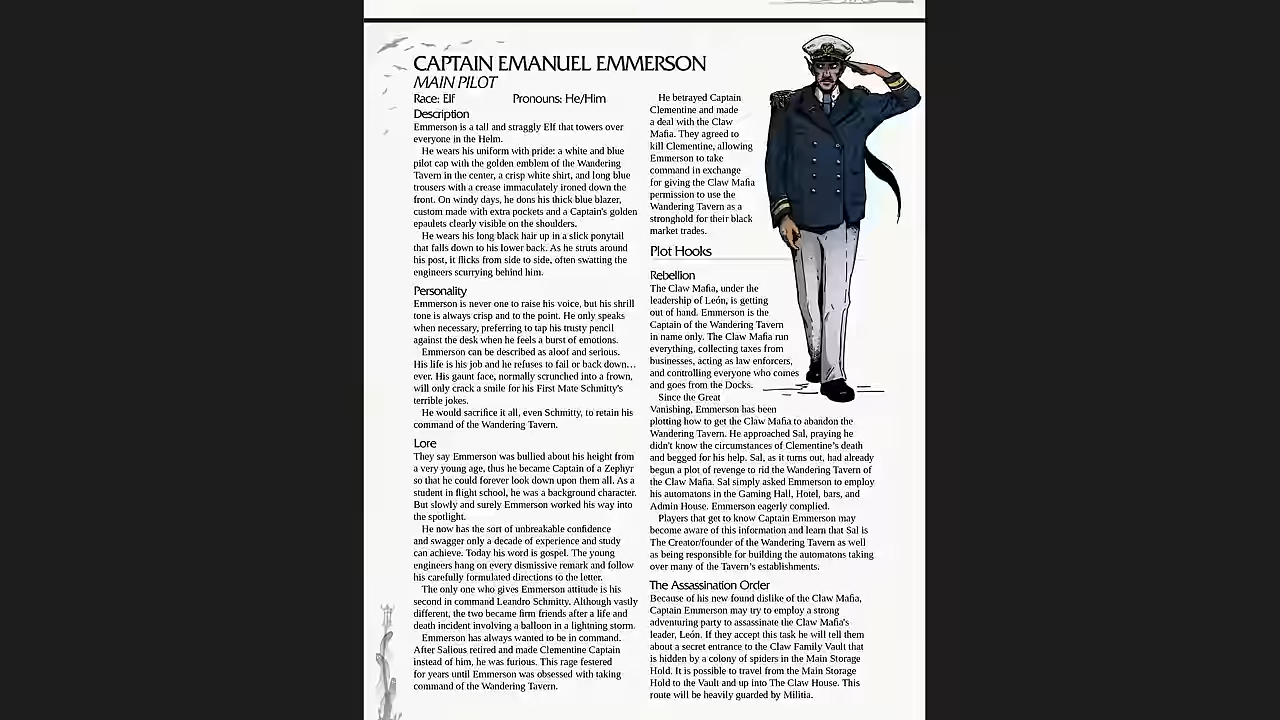 CAPTAIN EMANUEL EMMERSON
MAIN PILOT
Race: Elf Pronouns: He/Him
Description
Emmerson is a tall and straggly Elf that towers over
everyone in the Helm.
He wears his uniform with pride: a white and blue
pilot cap with the golden emblem of the Wandering
Tavern in the center, a crisp white shirt, and long blue
trousers with a crease immaculately ironed down the
front. On windy days, he dons his thick blue blazer,
custom made with extra pockets and a Captain's golden
epaulets clearly visible on the shoulders.
He wears his long black hair up in a slick ponytail
that falls down to his lower back. As he struts around
his post, it flicks from side to side, often swatting the
engineers scurrying behind him.
Personality
Emmerson is never one to raise his voice, but his shrill
tone is always crisp and to the point. He only speaks
when necessary, preferring to tap his trusty pencil
against the desk when he feels a burst of emotions.
Emmerson can be described as aloof and serious.
His life is his job and he refuses to fail or back down…
ever. His gaunt face, normally scrunched into a frown,
will only crack a smile for his First Mate Schmitty's
terrible jokes.
He would sacrifice it all, even Schmitty, to retain his
command of the Wandering Tavern.
Lore
They say Emmerson was bullied about his height from
a very young age, thus he became Captain of a Zephyr
so that he could forever look down upon them all. As a
student in flight school, he was a background character.
But slowly and surely Emmerson worked his way into
the spotlight.
He now has the sort of unbreakable confidence
and swagger only a decade of experience and study
can achieve. Today his word is gospel. The young
engineers hang on every dismissive remark and follow
his carefully formulated directions to the letter.
The only one who gives Emmerson attitude is his
second in command Leandro Schmitty. Although vastly
different, the two became firm friends after a life and
death incident involving a balloon in a lightning storm.
Emmerson has always wanted to be in command.
After Salious retired and made Clementine Captain
instead of him, he was furious. This rage festered
for years until Emmerson was obsessed with taking
command of the Wandering Tavern.
He betrayed Captain
Clementine and made
a deal with the Claw
Mafia. They agreed to
kill Clementine, allowing
Emmerson to take
command in exchange
for giving the Claw Mafia
permission to use the
Wandering Tavern as a
stronghold for their black
market trades.
Plot Hooks
Rebellion
The Claw Mafia, under the
leadership of León, is getting
out of hand. Emmerson is the
Captain of the Wandering Tavern
in name only. The Claw Mafia run
everything, collecting taxes from
businesses, acting as law enforcers,
and controlling everyone who comes
and goes from the Docks.
Since the Great
Vanishing, Emmerson has been
plotting how to get the Claw Mafia to abandon the
Wandering Tavern. He approached Sal, praying he
didn't know the circumstances of Clementine's death
and begged for his help. Sal, as it turns out, had already
begun a plot of revenge to rid the Wandering Tavern of
the Claw Mafia. Sal simply asked Emmerson to employ
his automatons in the Gaming Hall, Hotel, bars, and
Admin House. Emmerson eagerly complied.
Players that get to know Captain Emmerson may
become aware of this information and learn that Sal is
The Creator/founder of the Wandering Tavern as well
as being responsible for building the automatons taking
over many of the Tavern's establishments.
The Assassination Order
Because of his new found dislike of the Claw Mafia,
Captain Emmerson may try to employ a strong
adventuring party to assassinate the Claw Mafia's
leader, León. If they accept this task he will tell them
about a secret entrance to the Claw Family Vault that
is hidden by a colony of spiders in the Main Storage
Hold. It is possible to travel from the Main Storage
Hold to the Vault and up into The Claw House. This
route will be heavily guarded by Militia.